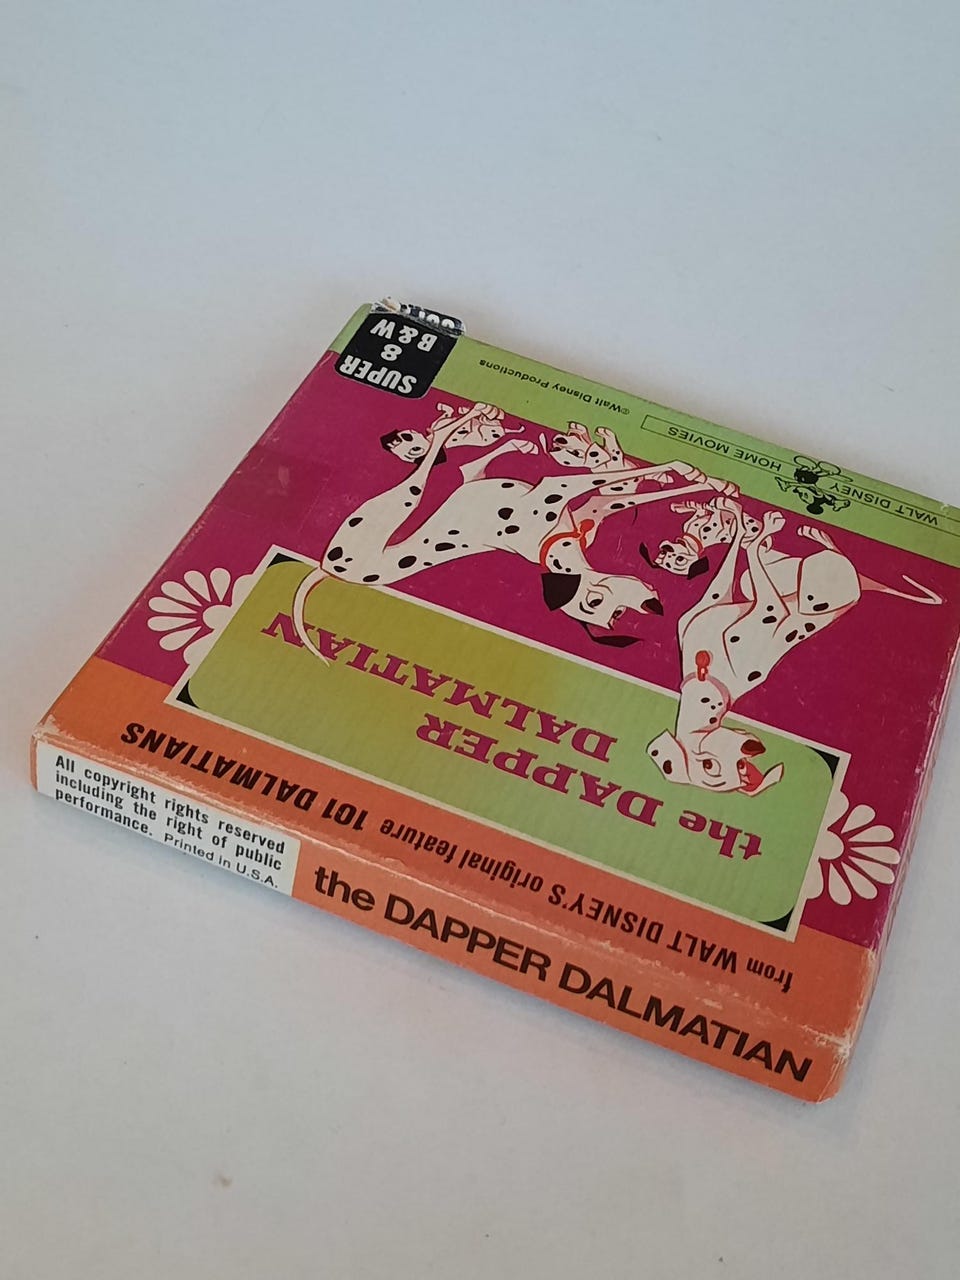 from WALT DISNEY'S original feature 101 DALMATIANS
the DAPPER
DALMATIAN
WALT DISNEY HOME MOVIES
©Walt Disney Productions
SUPER
8
B & W
All copyright rights reserved
including the right of public
performance. Printed in U.S.A.
the DAPPER DALMATIAN